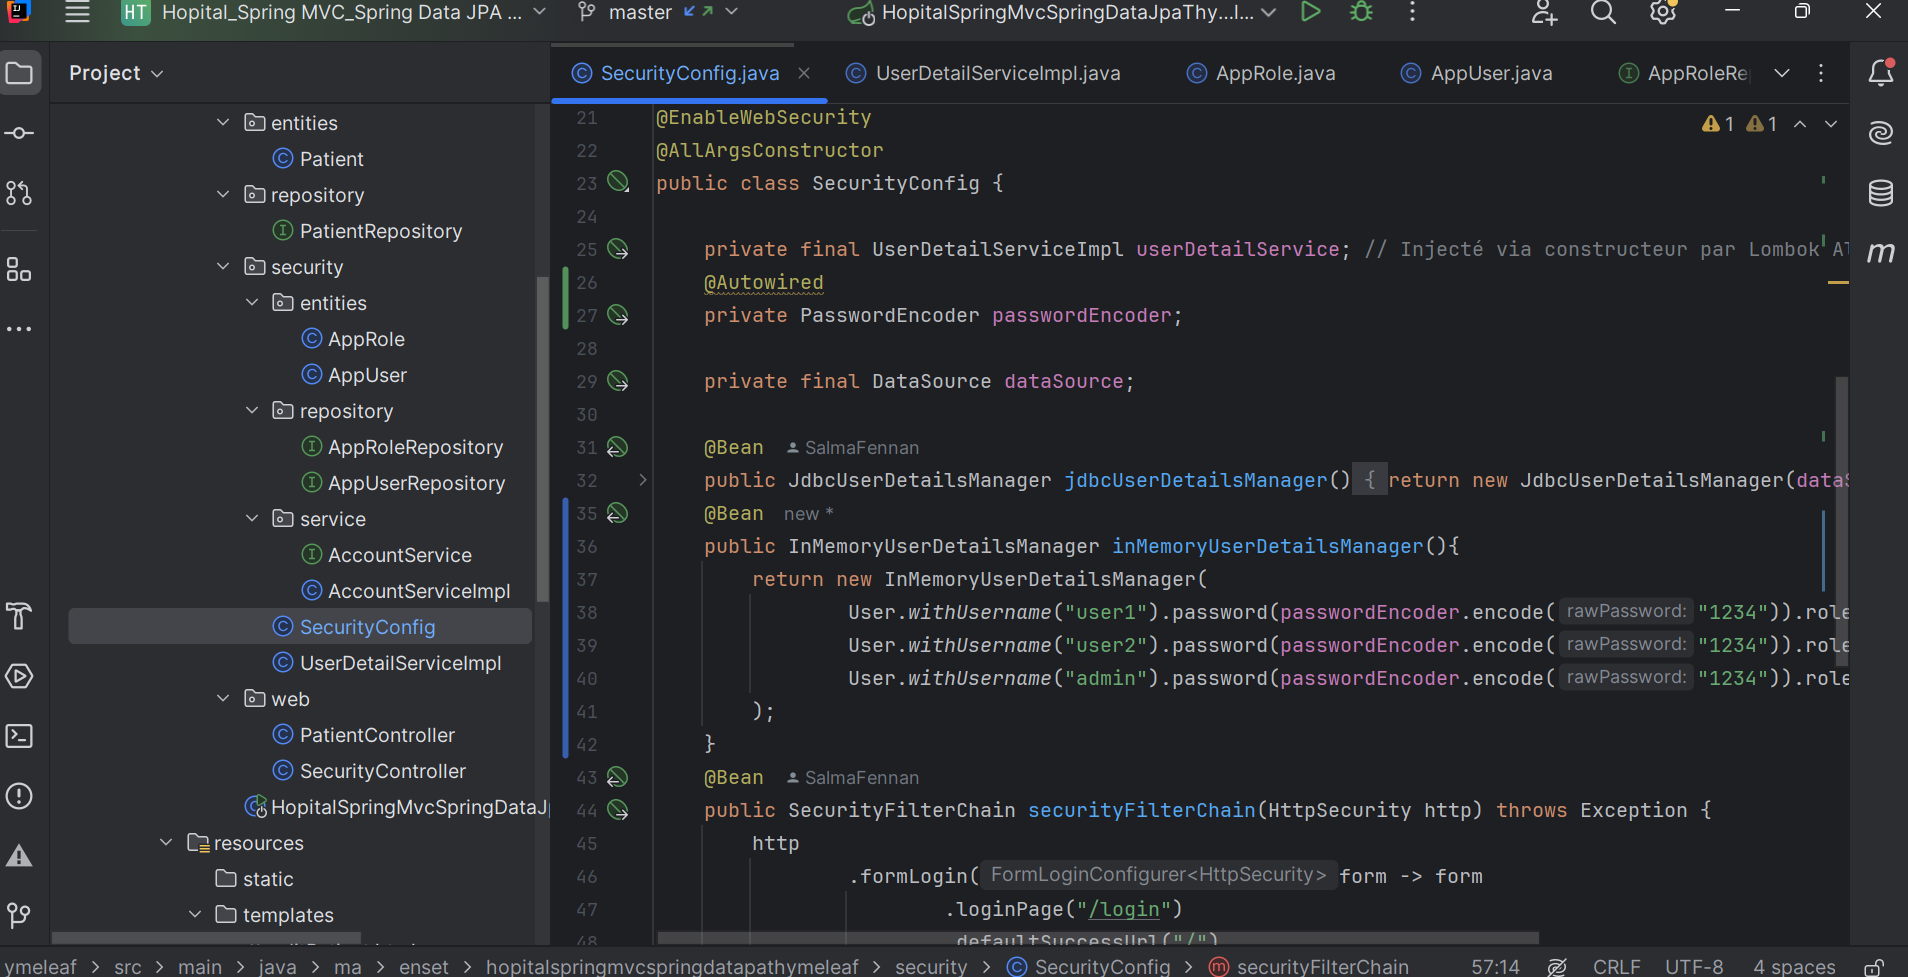 HT Hopital_Spring MVC_Spring Data JPA ... master HopitalSpringMvcSpringDataJpaThy...l...
Project
SecurityConfig.java UserDetailServiceImpl.java AppRole.java AppUser.java AppRoleRe
entities
Patient
repository
PatientRepository
security
entities
AppRole
AppUser
repository
AppRoleRepository
AppUserRepository
service
AccountService
AccountServiceImpl
SecurityConfig
UserDetailServiceImpl
web
PatientController
SecurityController
HopitalSpringMvcSpringDataJp
resources
static
templates
1 1
21 @EnableWebSecurity
22 @AllArgsConstructor
23 public class SecurityConfig {
24
25 private final UserDetailServiceImpl userDetailService; // Injecté via constructeur par Lombok Al
26 @Autowired
27 private PasswordEncoder passwordEncoder;
28
29 private final DataSource dataSource;
30
31 @Bean SalmaFennan
32 public JdbcUserDetailsManager jdbcUserDetailsManager() { return new JdbcUserDetailsManager(dataS
35 @Bean new *
36 public InMemoryUserDetailsManager inMemoryUserDetailsManager(){
37 return new InMemoryUserDetailsManager(
38 User.withUsername("user1").password(passwordEncoder.encode( rawPassword: "1234")).role
39 User.withUsername("user2").password(passwordEncoder.encode( rawPassword: "1234")).role
40 User.withUsername("admin").password(passwordEncoder.encode( rawPassword: "1234")).role
41 );
42 }
43 @Bean SalmaFennan
44 public SecurityFilterChain securityFilterChain(HttpSecurity http) throws Exception {
45 http
46 .formLogin( FormLoginConfigurer<HttpSecurity> form -> form
47 .loginPage("/login")
48 .defaultSuccessUrl("/")
ymeleaf > src > main > java > ma > enset > hopitalspringmvcspringdatapathymeleaf > security > SecurityConfig > securityFilterChain 57:14 CRLF UTF-8 4 spaces